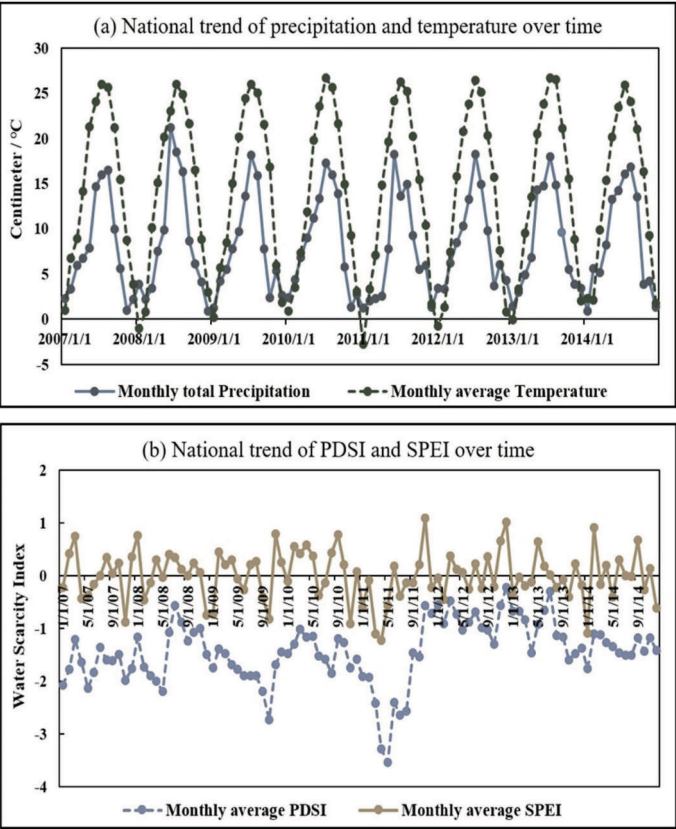 (a) National trend of precipitation and temperature over time
30
25
20
15
10
5
0
-5
Centimeter / °C
2007/1/1 2008/1/1 2009/1/1 2010/1/1 2011/1/1 2012/1/1 2013/1/1 2014/1/1
Monthly total Precipitation Monthly average Temperature
(b) National trend of PDSI and SPEI over time
2
1
0
-1
-2
-3
-4
Water Scarcity Index
1/1/07 5/1/07 9/1/07 1/1/08 5/1/08 9/1/08 1/1/09 5/1/09 9/1/09 1/1/10 5/1/10 9/1/10 1/1/11 5/1/11 9/1/11 1/1/12 5/1/12 9/1/12 1/1/13 5/1/13 9/1/13 1/1/14 5/1/14 9/1/14
Monthly average PDSI Monthly average SPEI